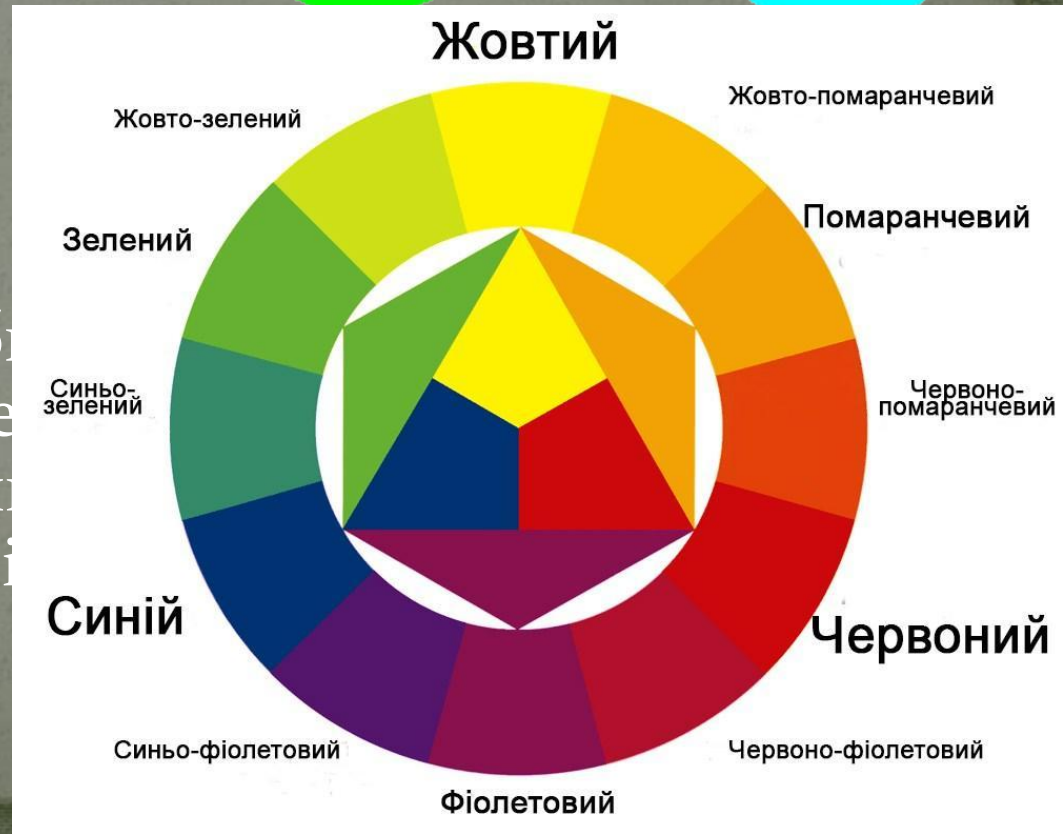 Жовтий
Жовто-зелений
Жовто-помаранчевий
Зелений
Помаранчевий
Синьо-
зелений
Червоно-
помаранчевий
Синій
Червоний
Синьо-фіолетовий
Червоно-фіолетовий
Фіолетовий